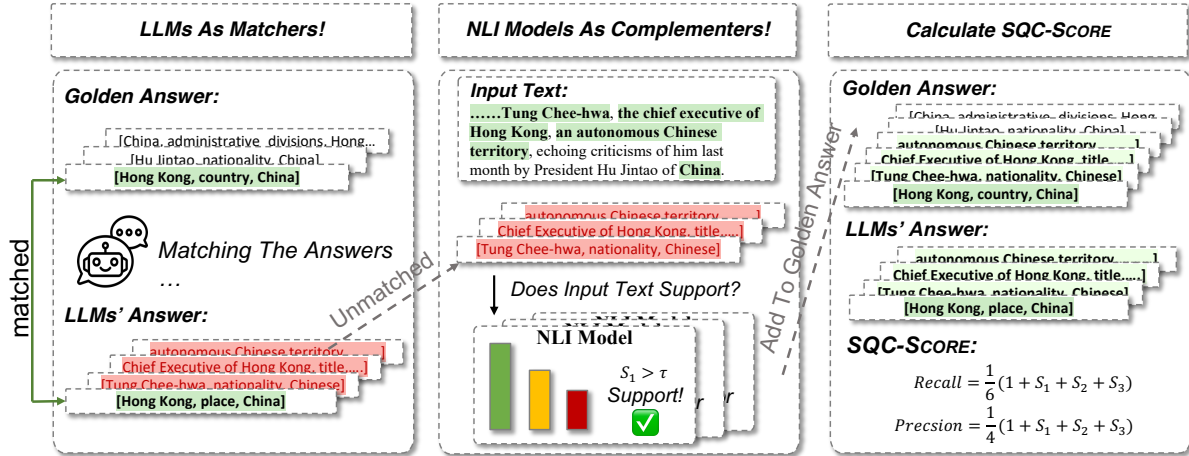 LLMs As Matchers!
Golden Answer:
[China, administrative_divisions, Hong...
[Hu Jintao, nationality, China]
[Hong Kong, country, China]
matched
Matching The Answers
...
LLMs' Answer:
autonomous Chinese territory.........]
Chief Executive of Hong Kong, title.....]
[Tung Chee-hwa, nationality, Chinese]
[Hong Kong, place, China]
Unmatched
NLI Models As Complementers!
Input Text:
......Tung Chee-hwa, the chief executive of
Hong Kong, an autonomous Chinese
territory, echoing criticisms of him last
month by President Hu Jintao of China.
autonomous Chinese territory.........]
Chief Executive of Hong Kong, title.....]
[Tung Chee-hwa, nationality, Chinese]
Does Input Text Support?
NLI Model
S₁ > τ
Support!
Add To Golden Answer
Calculate SQC-Score
Golden Answer:
[China, administrative_divisions, Hong...
[Hu Jintao, nationality, China]
autonomous Chinese territory.........]
Chief Executive of Hong Kong, title.....]
[Tung Chee-hwa, nationality, Chinese]
[Hong Kong, country, China]
LLMs' Answer:
autonomous Chinese territory.........]
Chief Executive of Hong Kong, title.....]
[Tung Chee-hwa, nationality, Chinese]
[Hong Kong, place, China]
SQC-Score:
Recall = 1/6 (1 + S₁ + S₂ + S₃)
Precsion = 1/4 (1 + S₁ + S₂ + S₃)